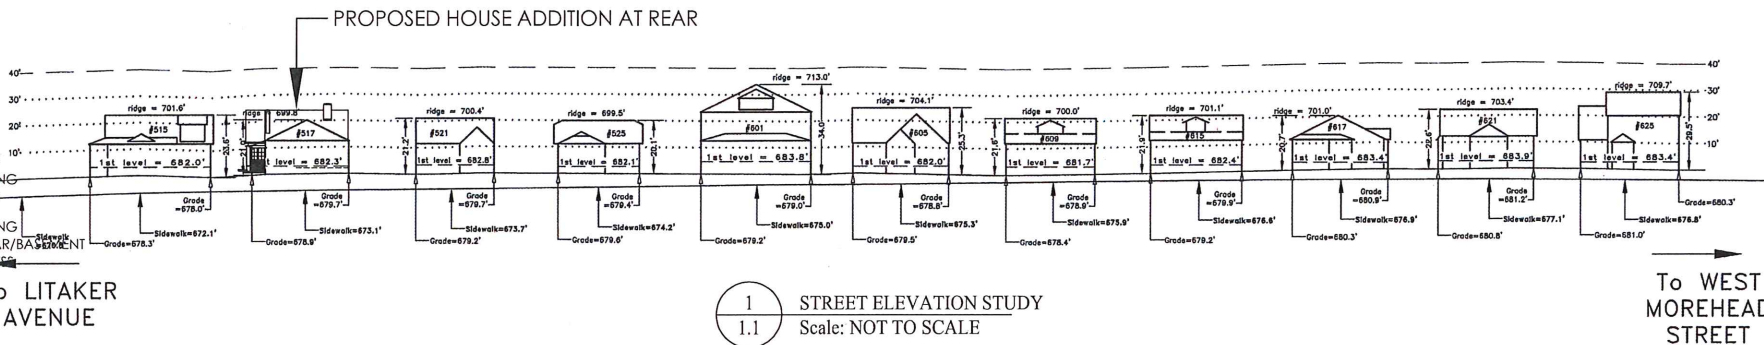 PROPOSED HOUSE ADDITION AT REAR
40'
30'
20'
10'
ridge = 701.6'
#515
1st level = 682.0'
23.6'
ridge = 699.8'
#517
21.0'
1st level = 682.3'
ridge = 700.4'
#521
21.2'
1st level = 682.8'
ridge = 699.5'
#525
20.1'
1st level = 682.1'
ridge = 713.0'
#601
34.0'
1st level = 683.8'
ridge = 704.1'
#605
25.3'
1st level = 682.0'
ridge = 700.0'
#609
21.6'
1st level = 681.7'
ridge = 701.1'
#615
21.9'
1st level = 682.4'
ridge = 701.0'
#617
20.7'
1st level = 683.4'
ridge = 703.4'
#621
22.6'
1st level = 683.9'
ridge = 709.7'
#625
29.5'
1st level = 683.4'
40'
30'
20'
10'
NG
NG
AR/BASEMENT
Sidewalk
Grade=678.3'
Sidewalk=672.1'
Grade
=678.0'
Grade=678.9'
Sidewalk=673.1'
Grade
=679.7'
Grade=679.2'
Sidewalk=673.7'
Grade
=679.7'
Grade=679.6'
Sidewalk=674.2'
Grade
=679.4'
Grade=679.2'
Sidewalk=675.0'
Grade
=679.0'
Grade=679.5'
Sidewalk=675.3'
Grade
=678.8'
Grade=678.4'
Sidewalk=675.9'
Grade
=678.9'
Grade=679.2'
Sidewalk=676.6'
Grade
=679.9'
Grade=680.3'
Sidewalk=676.9'
Grade
=680.9'
Grade=680.8'
Sidewalk=677.1'
Grade
=681.2'
Grade=681.0'
Sidewalk=676.8'
Grade=680.3'
o LITAKER
AVENUE
1
1.1
STREET ELEVATION STUDY
Scale: NOT TO SCALE
To WEST
MOREHEAD
STREET